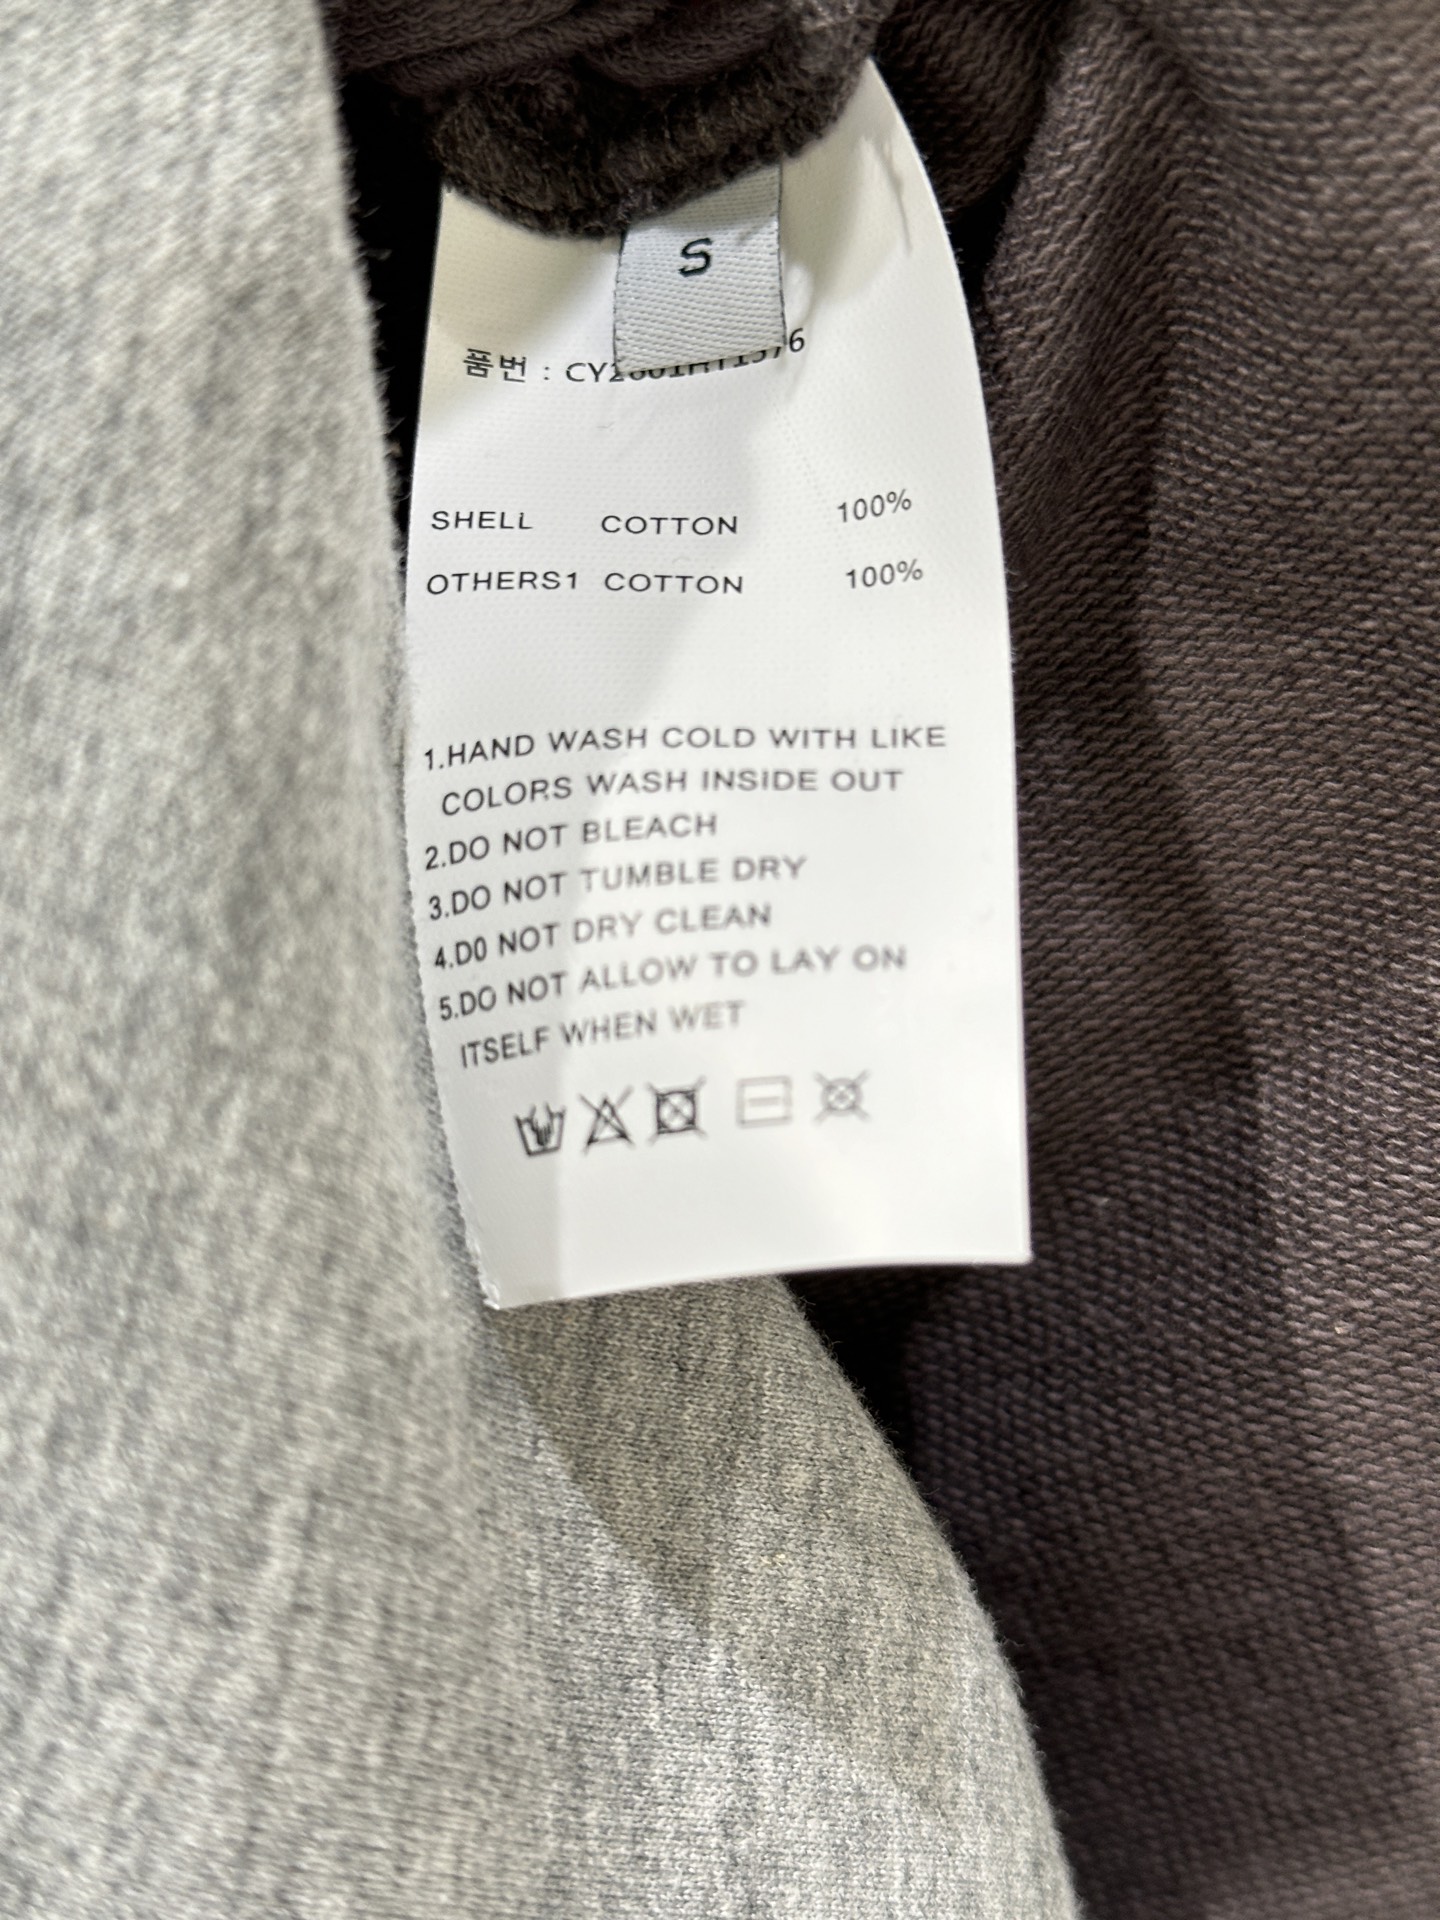 S
품번 : CY2601HT1576
SHELL COTTON 100%
OTHERS1 COTTON 100%
1.HAND WASH COLD WITH LIKE
COLORS WASH INSIDE OUT
2.DO NOT BLEACH
3.DO NOT TUMBLE DRY
4.D0 NOT DRY CLEAN
5.DO NOT ALLOW TO LAY ON
ITSELF WHEN WET